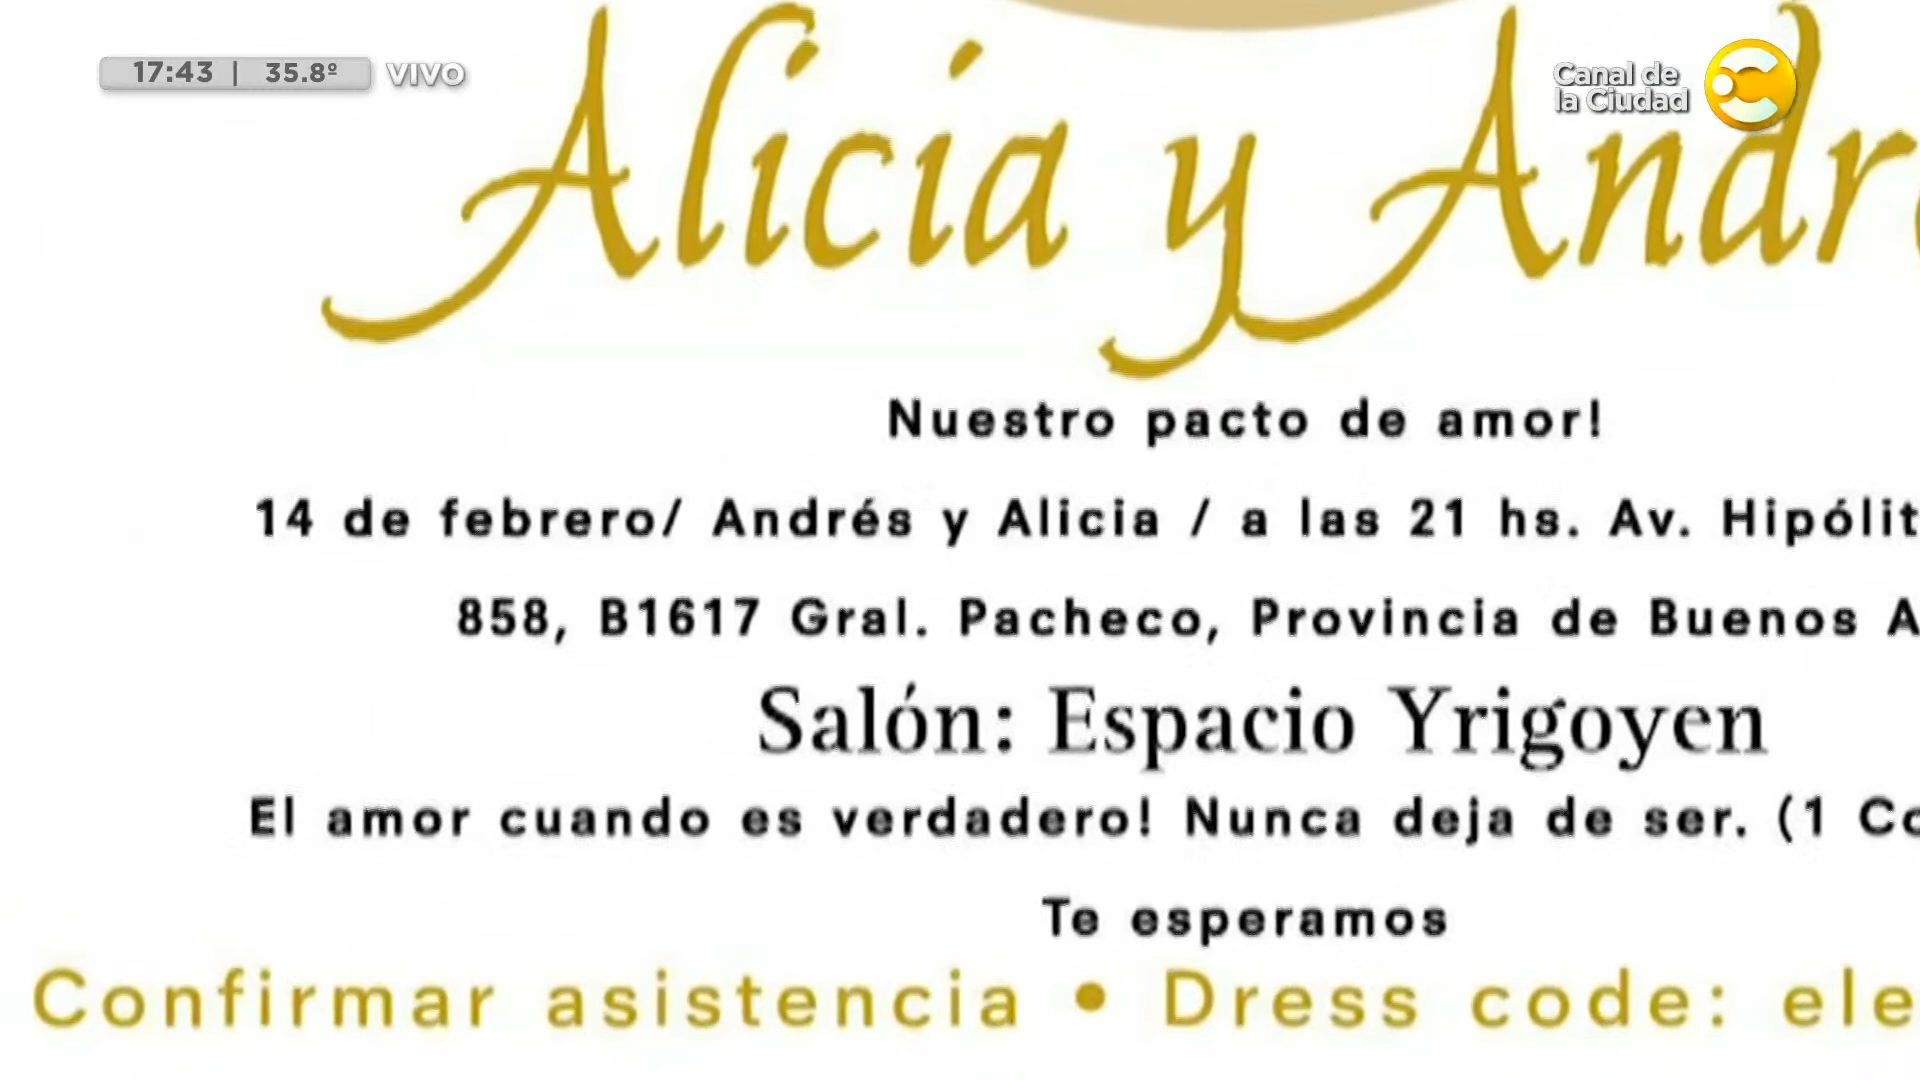 17:43 | 35.8º VIVO
Canal de
la Ciudad
Alicia y Andr
Nuestro pacto de amor!
14 de febrero/ Andrés y Alicia / a las 21 hs. Av. Hipólit
858, B1617 Gral. Pacheco, Provincia de Buenos A
Salón: Espacio Yrigoyen
El amor cuando es verdadero! Nunca deja de ser. (1 Co
Te esperamos
Confirmar asistencia • Dress code: ele